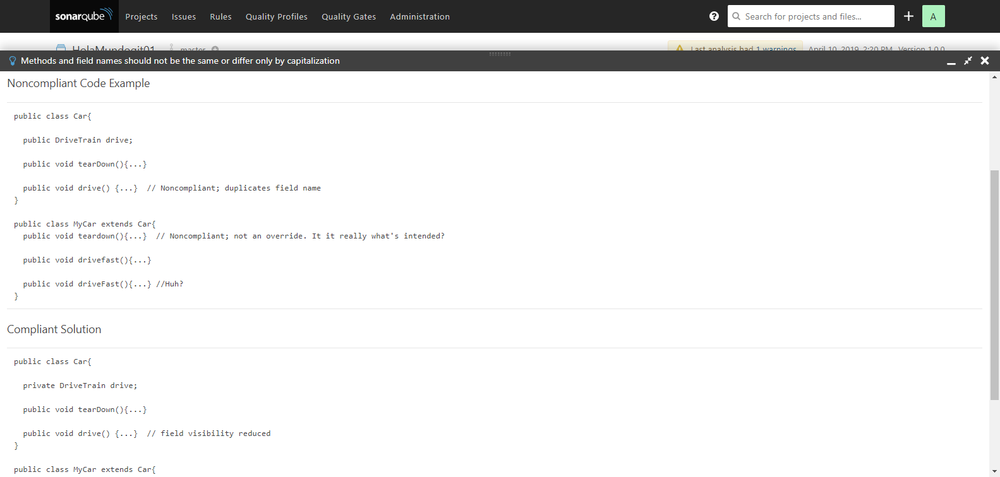 sonarqube Projects Issues Rules Quality Profiles Quality Gates Administration ? Search for projects and files... + A
HolaMundogit01 master Last analysis had 1 warnings April 10, 2019, 2:20 PM Version 1.0.0
Methods and field names should not be the same or differ only by capitalization
Noncompliant Code Example
public class Car{
public DriveTrain drive;
public void tearDown(){...}
public void drive() {...}  // Noncompliant; duplicates field name
}
public class MyCar extends Car{
public void teardown(){...}  // Noncompliant; not an override. It it really what's intended?
public void drivefast(){...}
public void driveFast(){...} //Huh?
}
Compliant Solution
public class Car{
private DriveTrain drive;
public void tearDown(){...}
public void drive() {...}  // field visibility reduced
}
public class MyCar extends Car{